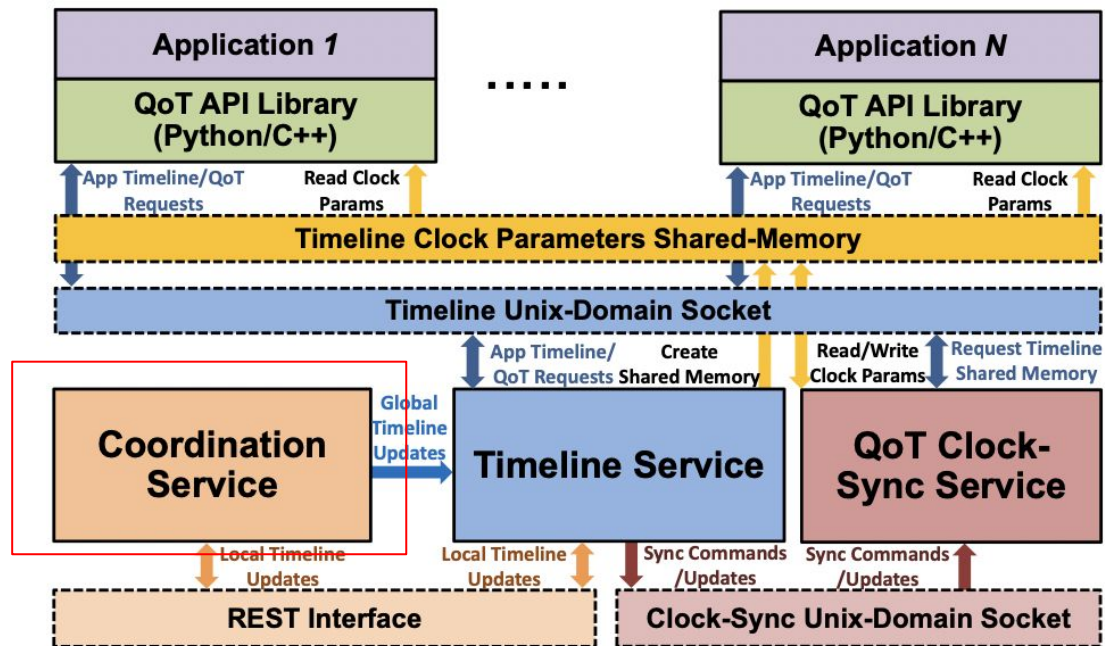 Application 1
QoT API Library
(Python/C++)
.....
Application N
QoT API Library
(Python/C++)
App Timeline/QoT
Requests
Read Clock
Params
App Timeline/QoT
Requests
Read Clock
Params
Timeline Clock Parameters Shared-Memory
Timeline Unix-Domain Socket
App Timeline/
QoT Requests
Create
Shared Memory
Read/Write
Clock Params
Request Timeline
Shared Memory
Coordination
Service
Global
Timeline
Updates
Timeline Service
QoT Clock-
Sync Service
Local Timeline
Updates
Local Timeline
Updates
Sync Commands
/Updates
Sync Commands
/Updates
REST Interface
Clock-Sync Unix-Domain Socket